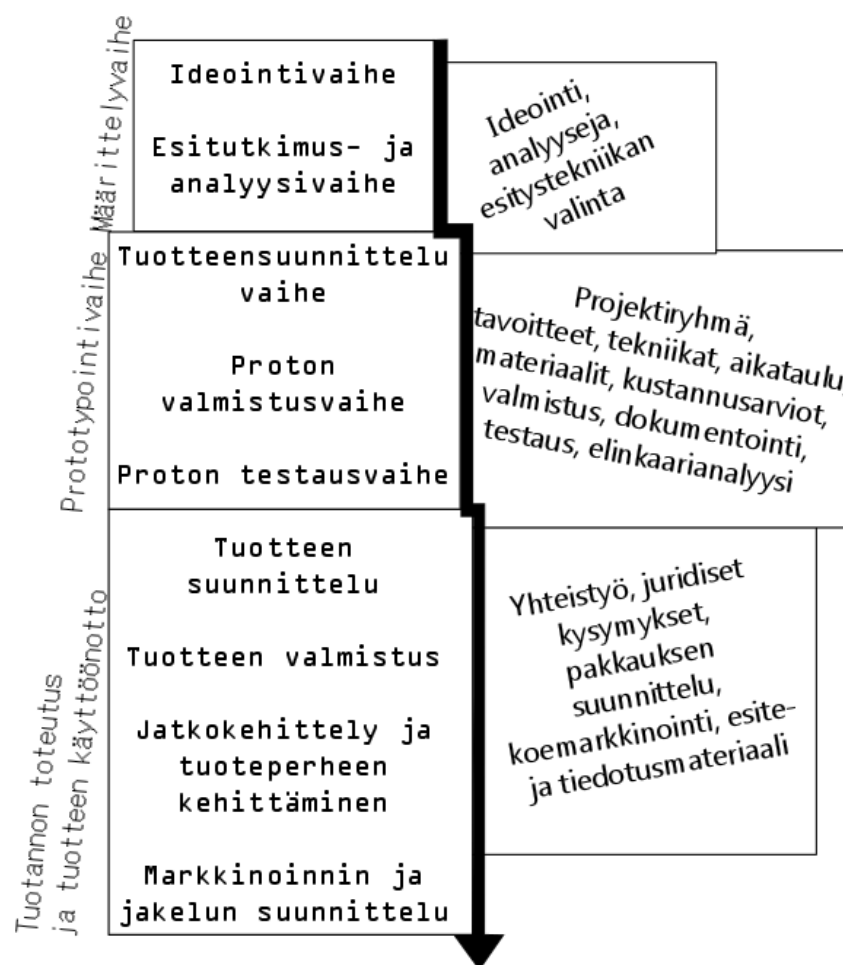 Määrittelyvaihe
Ideointivaihe
Esitutkimus- ja
analyysivaihe
Ideointi,
analyyseja,
esitystekniikan
valinta
Prototypointivaihe
Tuotteensuunnittelu
vaihe
Proton
valmistusvaihe
Proton testausvaihe
Projektiryhmä,
tavoitteet, tekniikat, aikataulu,
materiaalit, kustannusarviot,
valmistus, dokumentointi,
testaus, elinkaarianalyysi
Tuotannon toteutus
ja tuotteen käyttöönotto
Tuotteen
suunnittelu
Tuotteen valmistus
Jatkokehittely ja
tuoteperheen
kehittäminen
Markkinoinnin ja
jakelun suunnittelu
Yhteistyö, juridiset
kysymykset,
pakkauksen
suunnittelu,
koemarkkinointi, esite-
ja tiedotusmateriaali